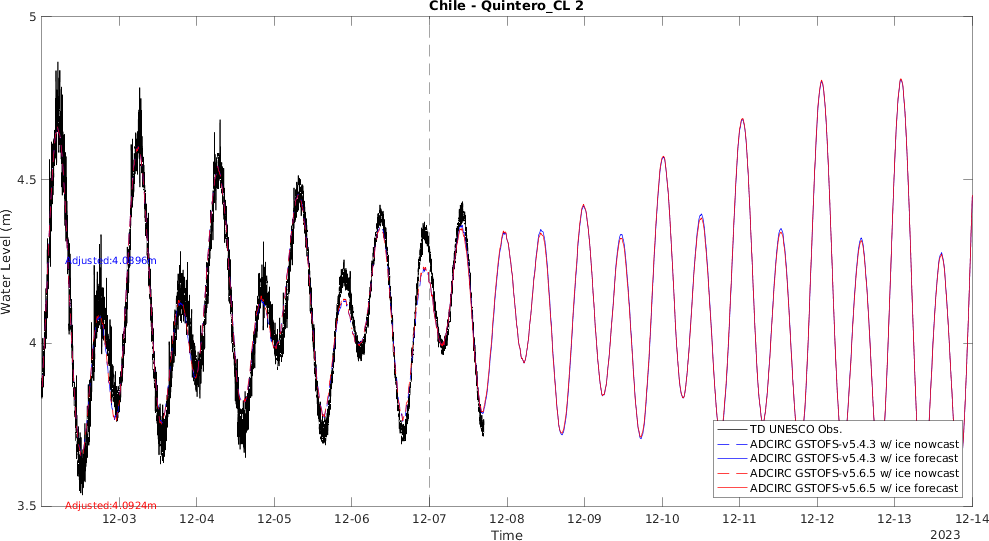 Chile - Quintero_CL 2
5
4.5
4
3.5
Water Level (m)
Adjusted:4.0896m
Adjusted:4.0924m
TD UNESCO Obs.
ADCIRC GSTOFS-v5.4.3 w/ ice nowcast
ADCIRC GSTOFS-v5.4.3 w/ ice forecast
ADCIRC GSTOFS-v5.6.5 w/ ice nowcast
ADCIRC GSTOFS-v5.6.5 w/ ice forecast
12-03 12-04 12-05 12-06 12-07 12-08 12-09 12-10 12-11 12-12 12-13 12-14
Time
2023